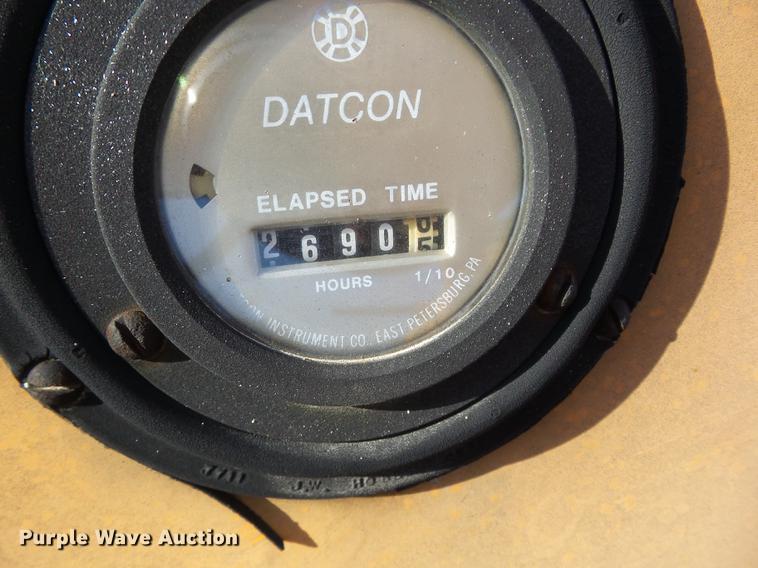 D
DATCON
ELAPSED TIME
2690
HOURS 1/10
INSTRUMENT CO., EAST PETERSBURG, PA
J.W.
Purple Wave Auction